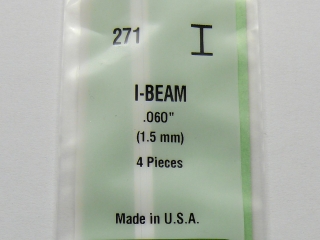 271
I-BEAM
.060"
(1.5 mm)
4 Pieces
Made in U.S.A.